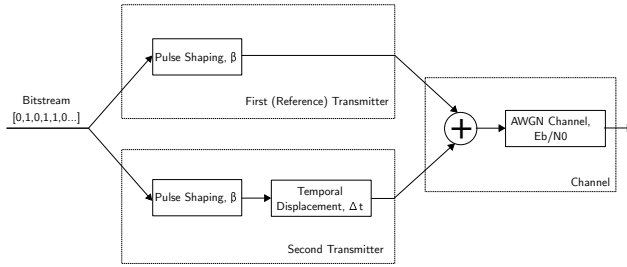 Pulse Shaping, β
First (Reference) Transmitter
Bitstream
[0,1,0,1,1,0...]
+
AWGN Channel,
Eb/N0
Channel
Pulse Shaping, β
Temporal
Displacement, Δt
Second Transmitter